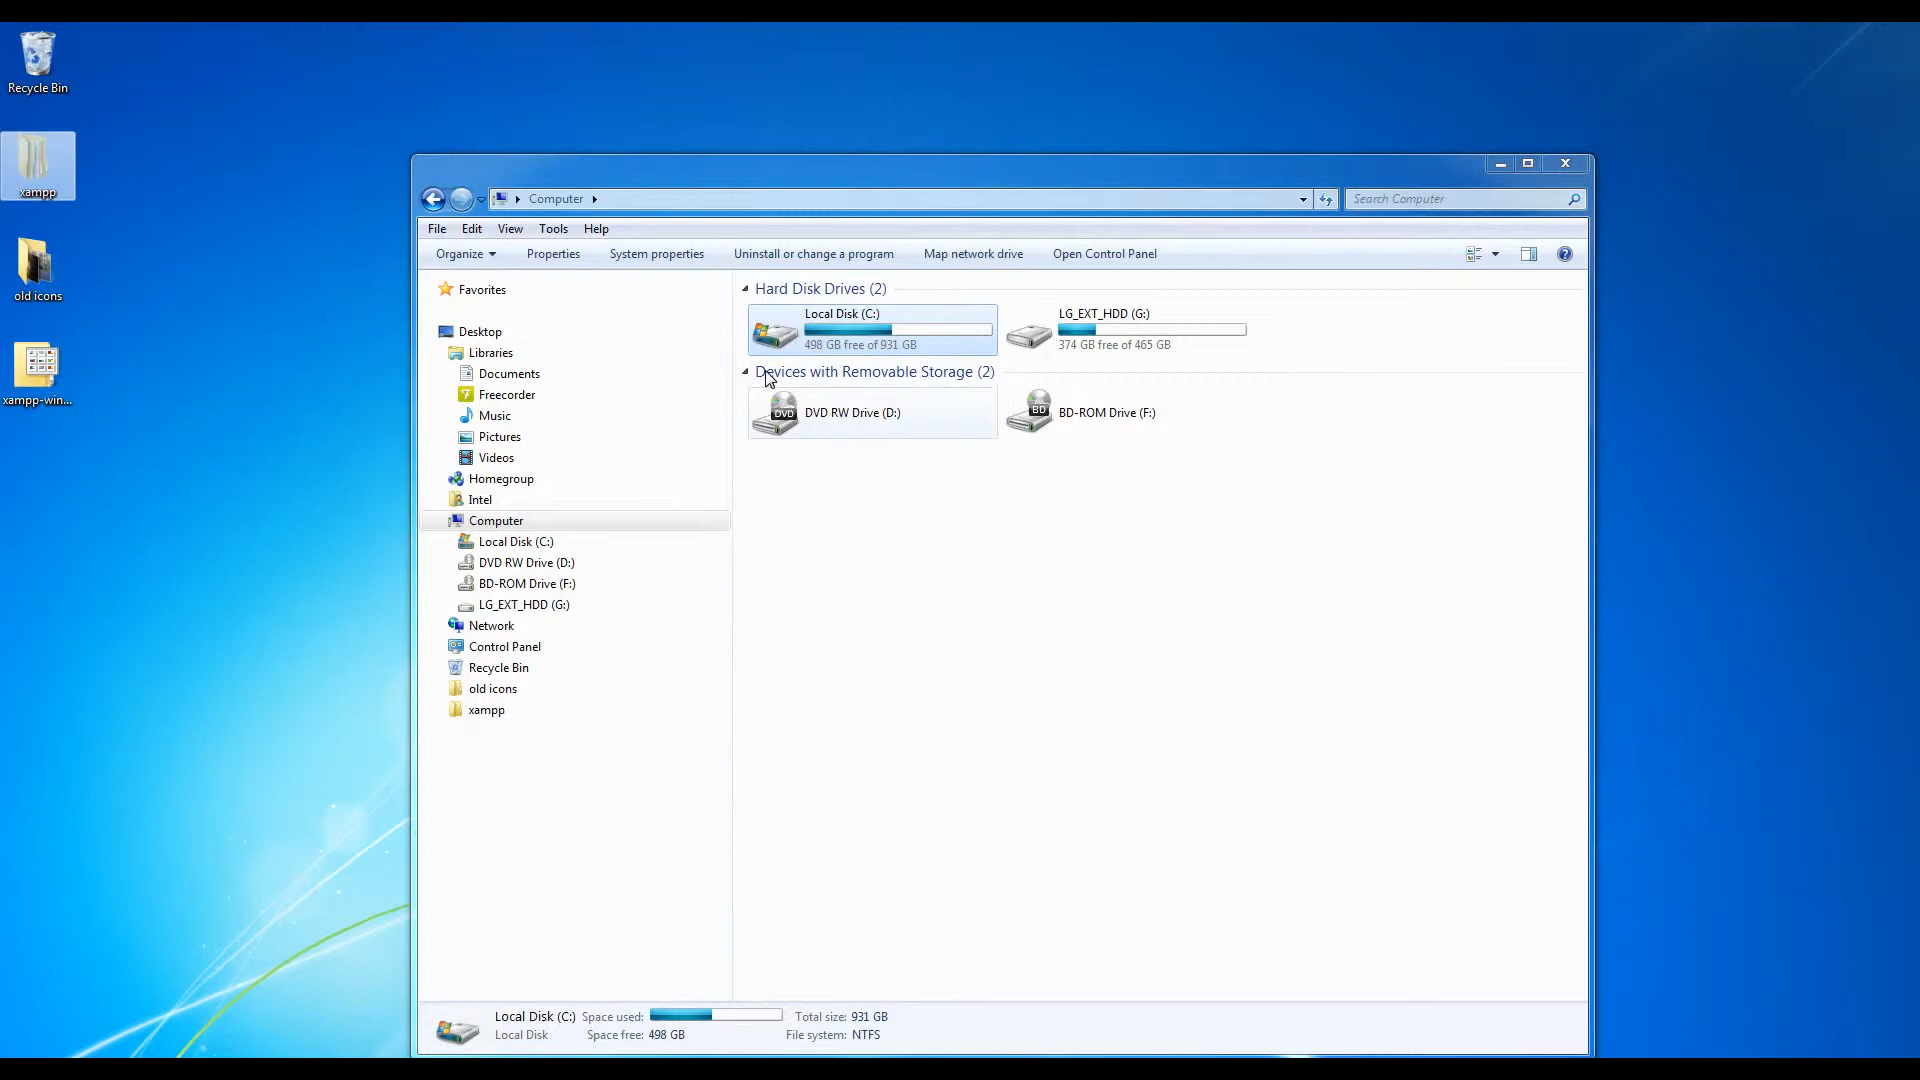 Recycle Bin
xampp
old icons
xampp-win...
Computer
Search Computer
File Edit View Tools Help
Organize Properties System properties Uninstall or change a program Map network drive Open Control Panel
Favorites
Desktop
Libraries
Documents
Freecorder
Music
Pictures
Videos
Homegroup
Intel
Computer
Local Disk (C:)
DVD RW Drive (D:)
BD-ROM Drive (F:)
LG_EXT_HDD (G:)
Network
Control Panel
Recycle Bin
old icons
xampp
Hard Disk Drives (2)
Local Disk (C:)
498 GB free of 931 GB
LG_EXT_HDD (G:)
374 GB free of 465 GB
Devices with Removable Storage (2)
DVD
DVD RW Drive (D:)
BD
BD-ROM Drive (F:)
Local Disk (C:) Space used: Total size: 931 GB
Local Disk Space free: 498 GB File system: NTFS